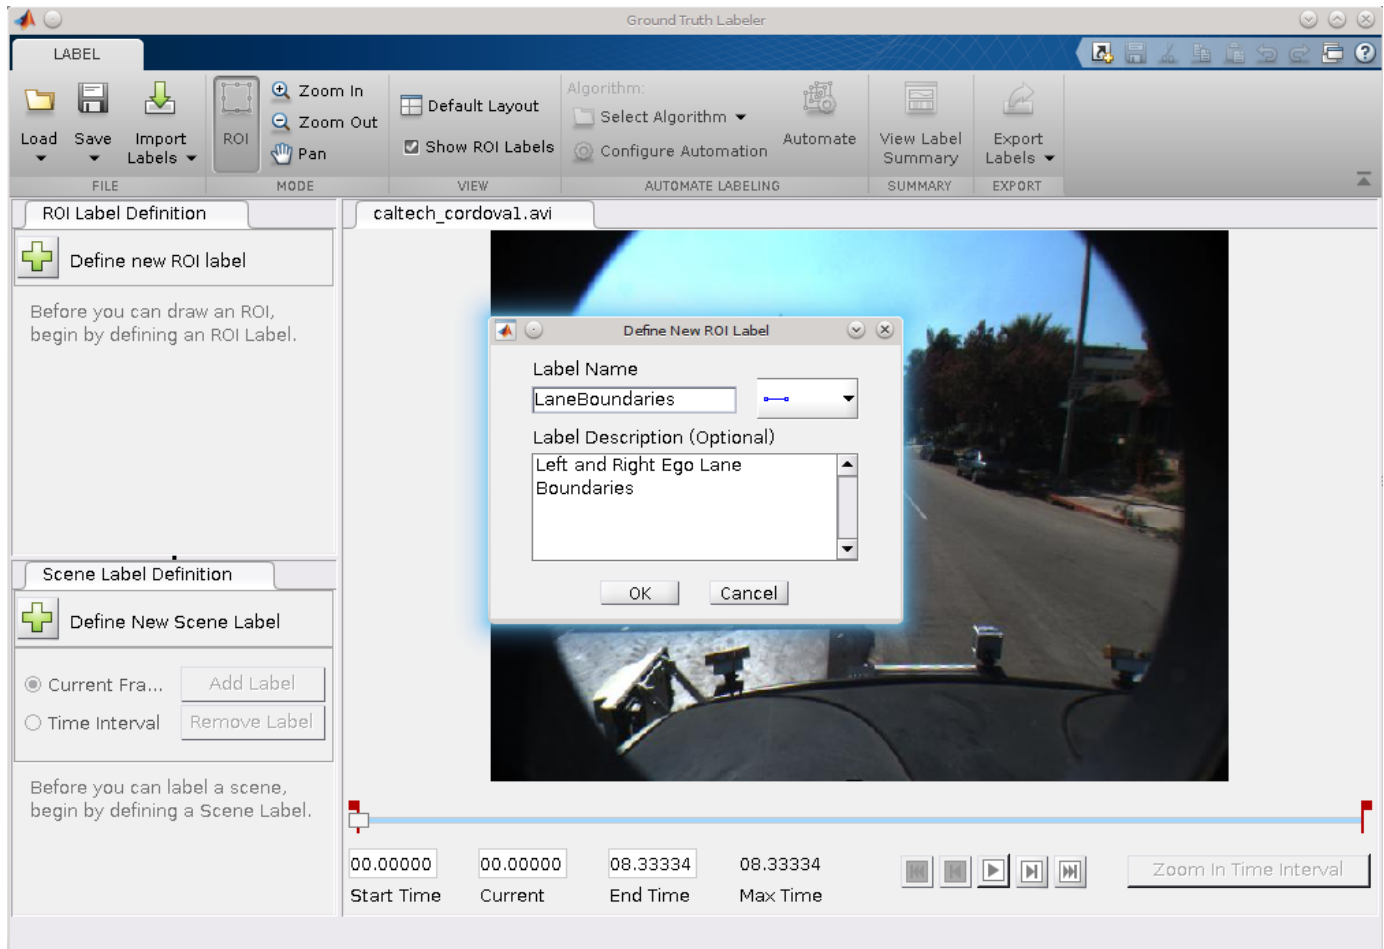 Ground Truth Labeler
LABEL
Load
Save
Import
Labels
FILE
ROI
Zoom In
Zoom Out
Pan
MODE
Default Layout
Show ROI Labels
VIEW
Algorithm:
Select Algorithm
Configure Automation
Automate
AUTOMATE LABELING
View Label
Summary
SUMMARY
Export
Labels
EXPORT
ROI Label Definition
Define new ROI label
Before you can draw an ROI,
begin by defining an ROI Label.
Scene Label Definition
Define New Scene Label
Current Fra...
Add Label
Time Interval
Remove Label
Before you can label a scene,
begin by defining a Scene Label.
caltech_cordova1.avi
Define New ROI Label
Label Name
LaneBoundaries
Label Description (Optional)
Left and Right Ego Lane
Boundaries
OK
Cancel
00.00000
00.00000
08.33334
08.33334
Start Time
Current
End Time
Max Time
Zoom In Time Interval